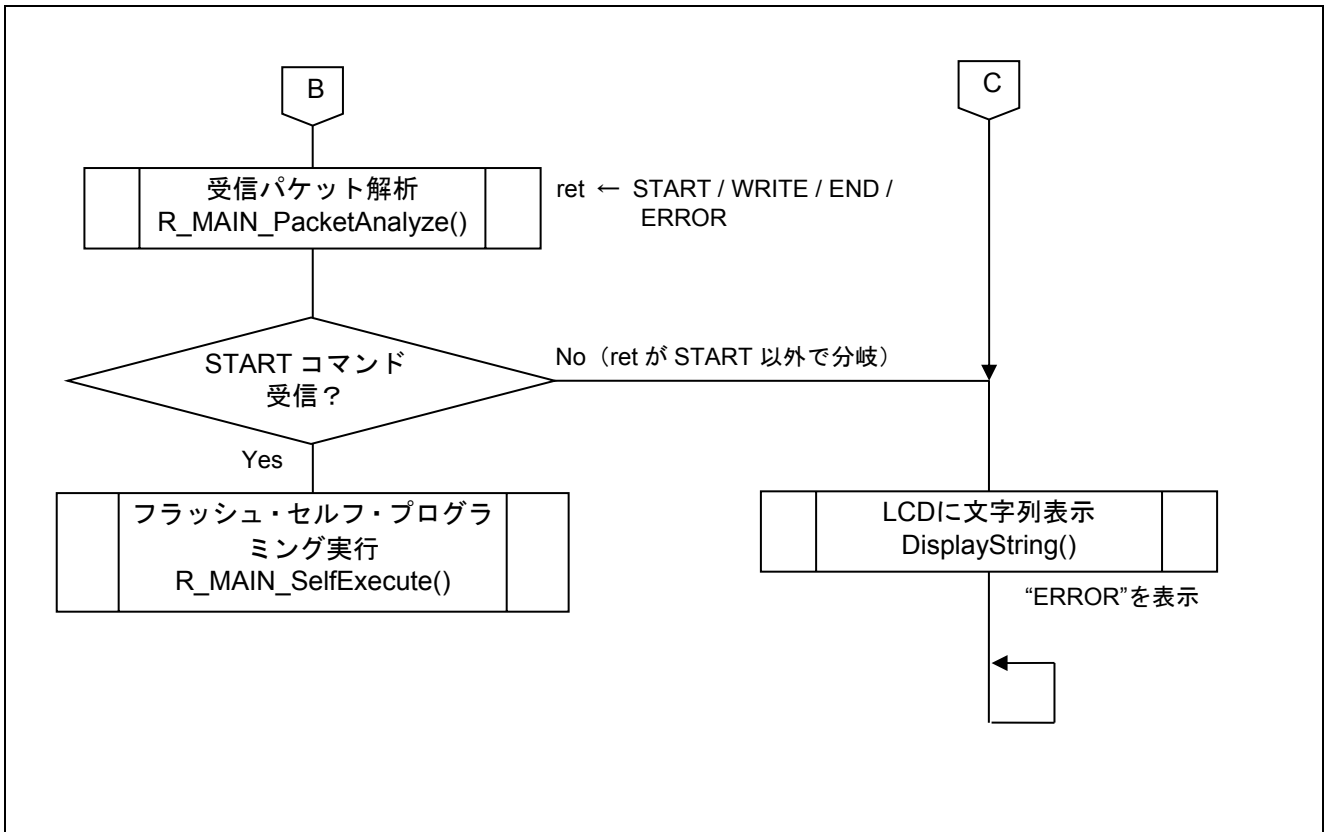 B
C
受信パケット解析
R_MAIN_PacketAnalyze()
ret ← START / WRITE / END /
ERROR
START コマンド
受信？
No（ret が START 以外で分岐）
Yes
フラッシュ・セルフ・プログラ
ミング実行
R_MAIN_SelfExecute()
LCDに文字列表示
DisplayString()
“ERROR”を表示